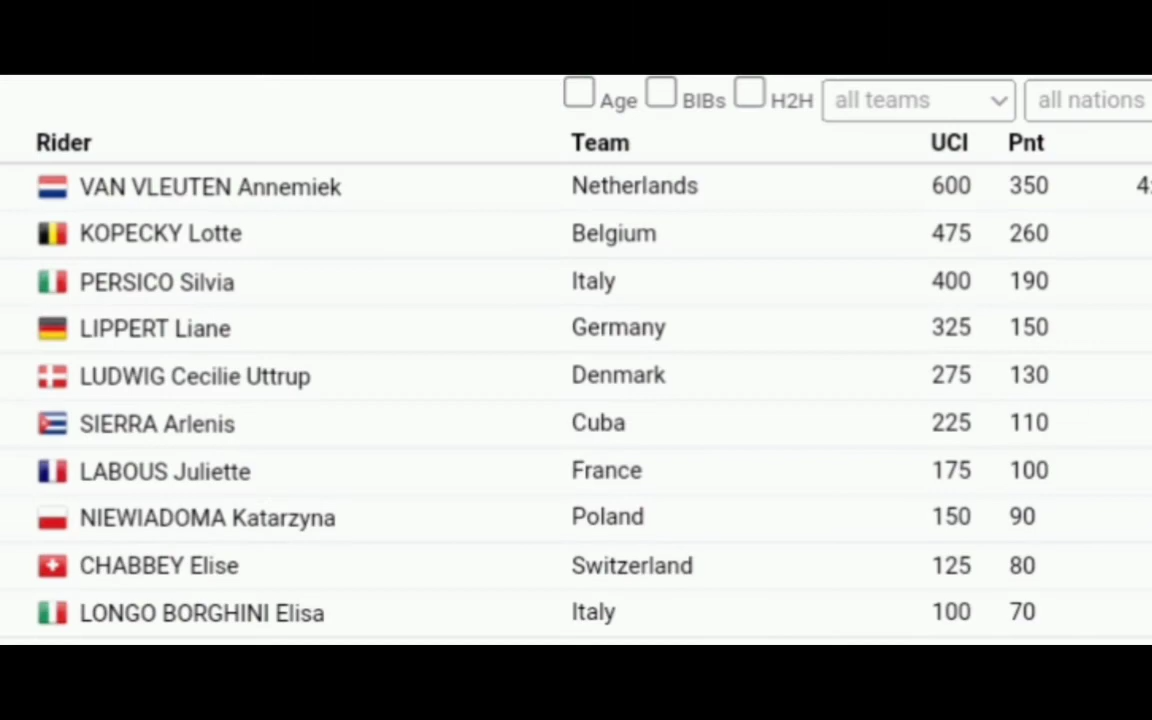 Age BIBs H2H all teams all nations
Rider Team UCI Pnt
VAN VLEUTEN Annemiek Netherlands 600 350
KOPECKY Lotte Belgium 475 260
PERSICO Silvia Italy 400 190
LIPPERT Liane Germany 325 150
LUDWIG Cecilie Uttrup Denmark 275 130
SIERRA Arlenis Cuba 225 110
LABOUS Juliette France 175 100
NIEWIADOMA Katarzyna Poland 150 90
CHABBEY Elise Switzerland 125 80
LONGO BORGHINI Elisa Italy 100 70